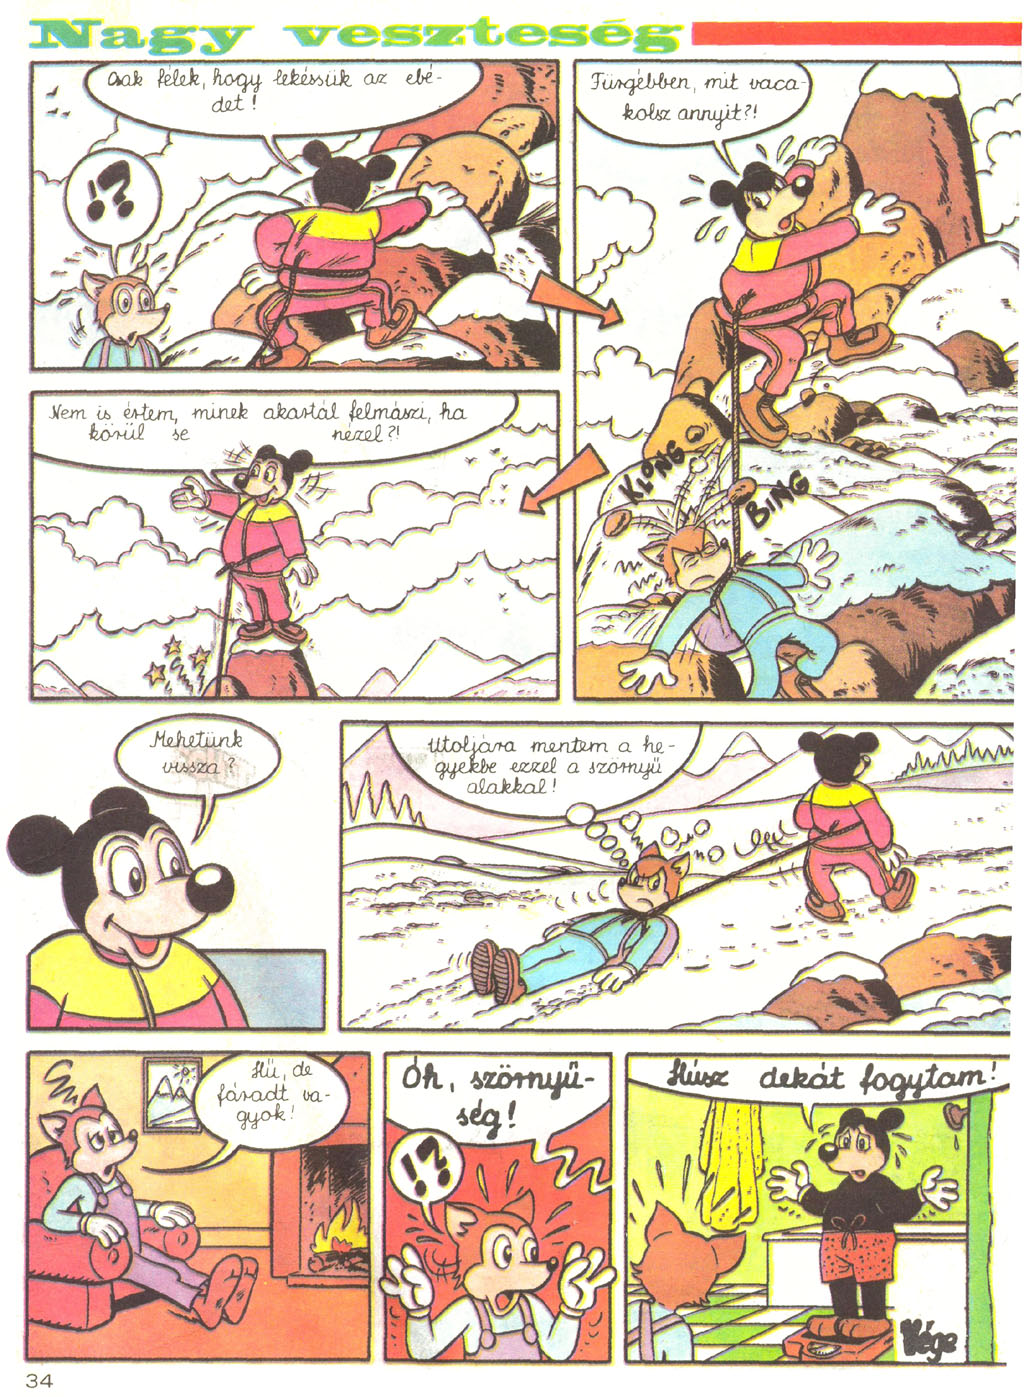 Nagy veszteség
Csak félek, hogy lekéssük az ebé-
det!
!?
Fürgébben, mit vaca-
kolsz annyit?!
KLONG
BING
Nem is értem, minek akartál felmászi, ha
körül se nézel?!
Mehetünk
vissza?
Utoljára mentem a he-
gyekbe ezzel a szörnyű
alakkal!
Hű, de
fáradt va-
gyok!
Óh, szörnyű-
ség!
!?
Húsz dekát fogytam!
Vége
34